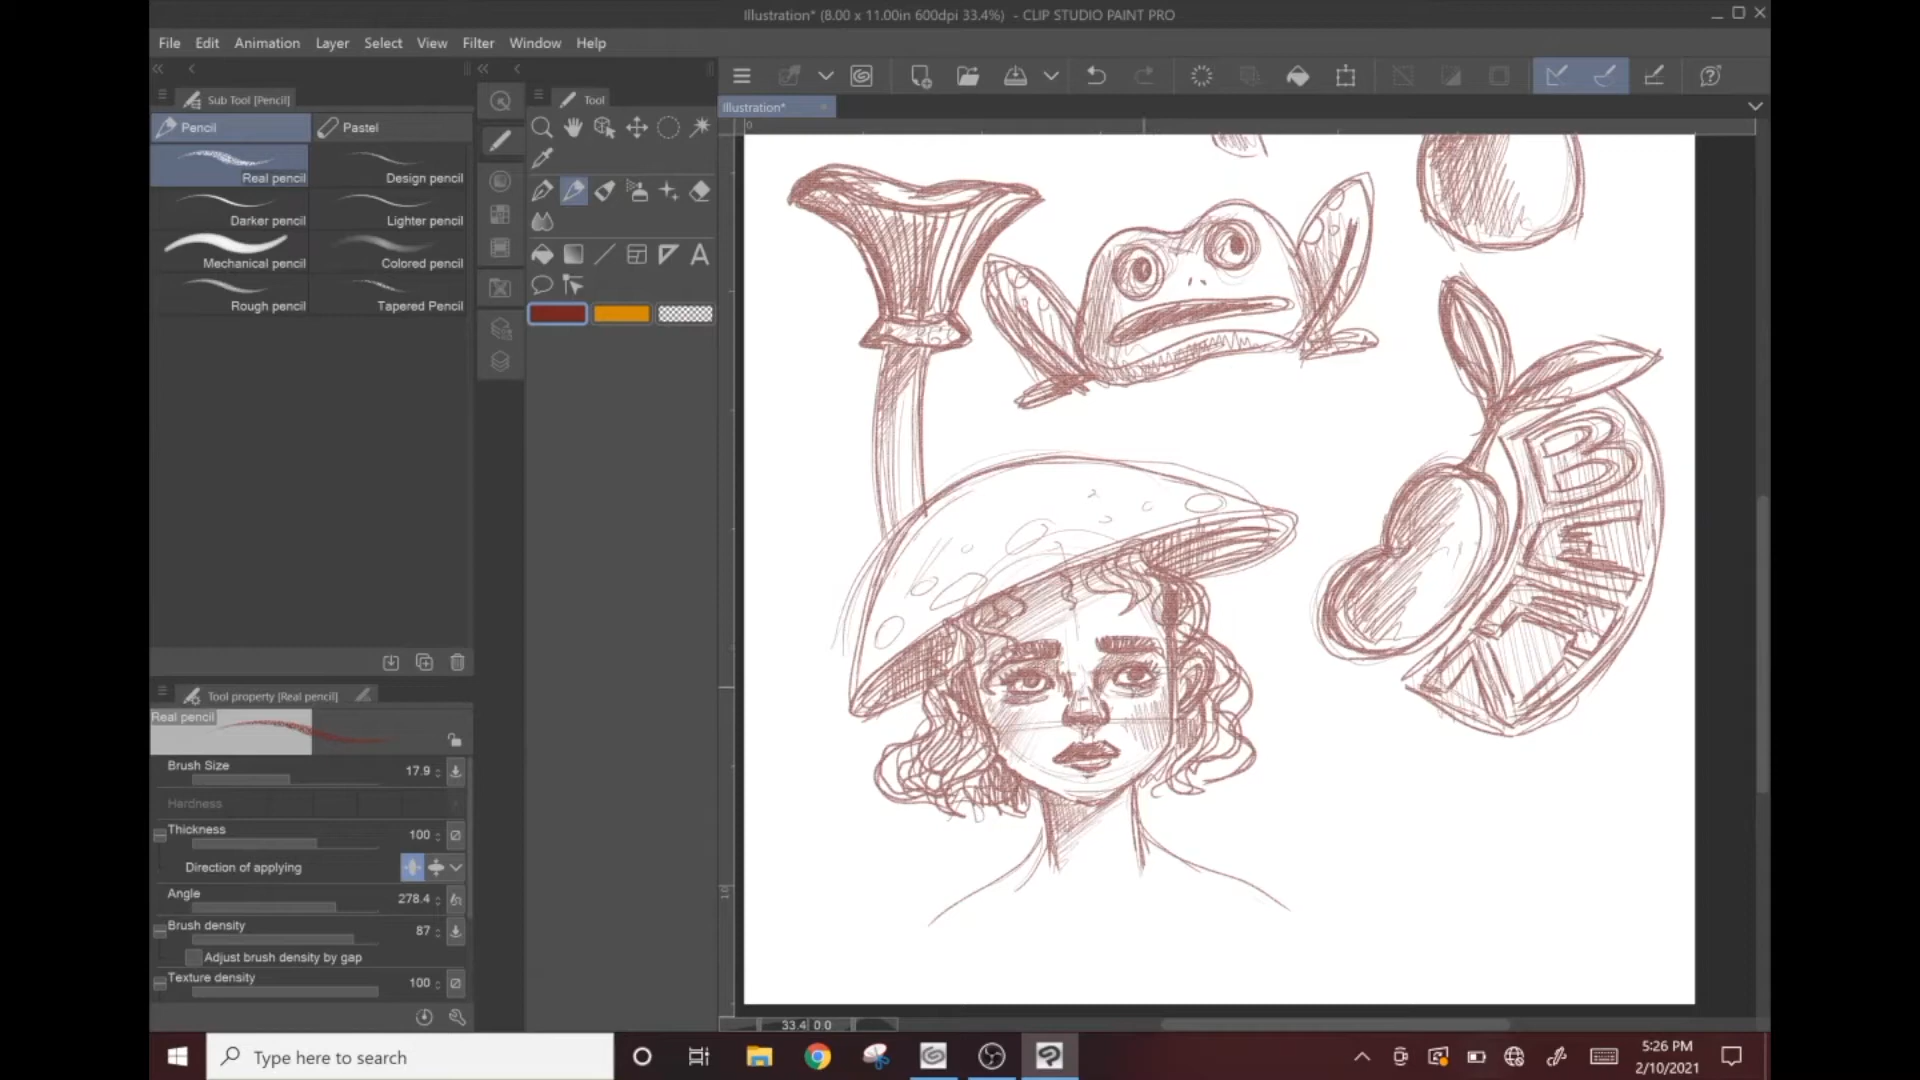 Illustration* (8.00 x 11.00in 600dpi 33.4%) - CLIP STUDIO PAINT PRO
File Edit Animation Layer Select View Filter Window Help
Sub Tool [Pencil]
Tool
Illustration*
Pencil
Pastel
0
Real pencil
Design pencil
Darker pencil
Lighter pencil
Mechanical pencil
Colored pencil
Rough pencil
Tapered Pencil
Tool property [Real pencil]
Real pencil
Brush Size 17.9
Herdness
Thickness 100
Direction of applying
Angle 278.4
Brush density 87
Adjust brush density by gap
Texture density 100
BEAN
33.4 0.0
Type here to search
5:26 PM
2/10/2021